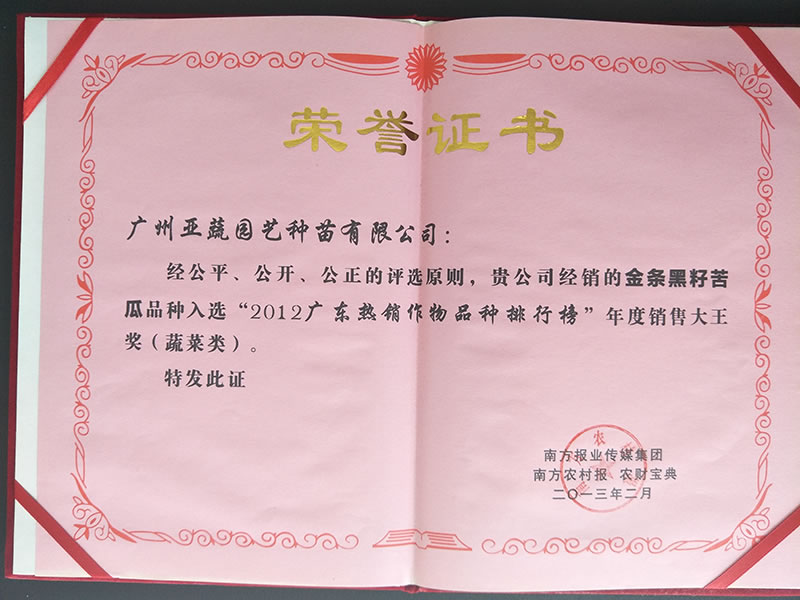 荣誉证书
广州亚蔬园艺种苗有限公司：
经公平、公开、公正的评选原则，贵公司经销的金条黑籽苦
瓜品种入选“2012广东热销作物品种排行榜”年度销售大王
奖（蔬菜类）。
特发此证
南方报业传媒集团
南方农村报 农财宝典
二〇一三年二月